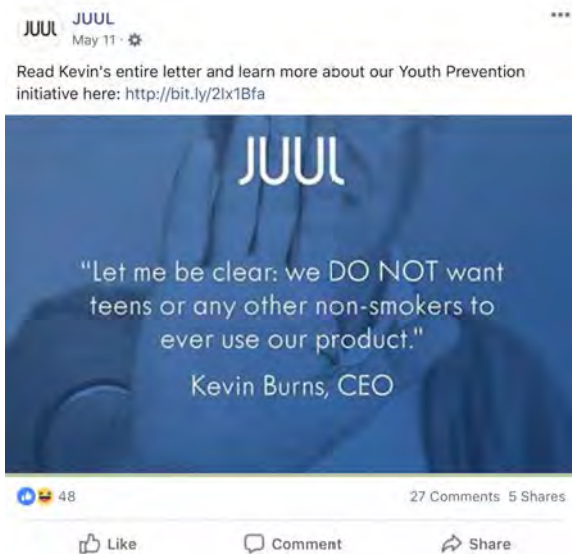 JUUL
JUUL
May 11 ·
Read Kevin's entire letter and learn more about our Youth Prevention
initiative here: http://bit.ly/2Ix1Bfa
JUUL
"Let me be clear: we DO NOT want
teens or any other non-smokers to
ever use our product."
Kevin Burns, CEO
48
27 Comments 5 Shares
Like
Comment
Share